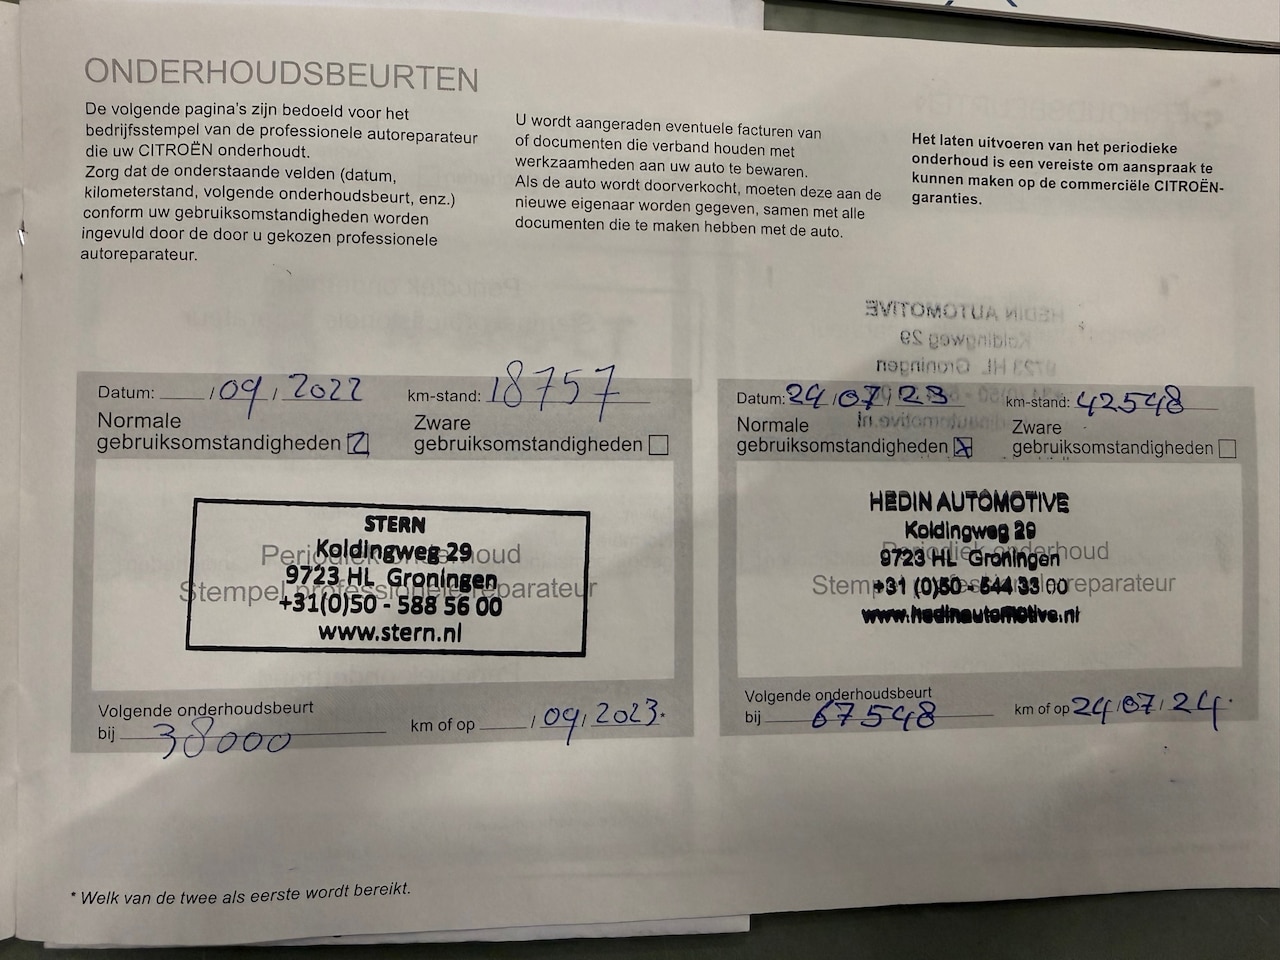 ONDERHOUDSBEURTEN
De volgende pagina's zijn bedoeld voor het
bedrijfsstempel van de professionele autoreparateur
die uw CITROËN onderhoudt.
Zorg dat de onderstaande velden (datum,
kilometerstand, volgende onderhoudsbeurt, enz.)
conform uw gebruiksomstandigheden worden
ingevuld door de door u gekozen professionele
autoreparateur.
U wordt aangeraden eventuele facturen van
of documenten die verband houden met
werkzaamheden aan uw auto te bewaren.
Als de auto wordt doorverkocht, moeten deze aan de
nieuwe eigenaar worden gegeven, samen met alle
documenten die te maken hebben met de auto.
Het laten uitvoeren van het periodieke
onderhoud is een vereiste om aanspraak te
kunnen maken op de commerciële CITROËN-
garanties.
Datum: / 09 / 2022 km-stand: 18757
Normale gebruiksomstandigheden
Zware gebruiksomstandigheden
Periodiek onderhoud
Stempel professionele reparateur
STERN
Koldingweg 29
9723 HL Groningen
+31(0)50 - 588 56 00
www.stern.nl
Volgende onderhoudsbeurt
bij 38000 km of op / 09 / 2023.*
Datum: 24 / 07 / 23 km-stand: 42548
Normale gebruiksomstandigheden
Zware gebruiksomstandigheden
Periodiek onderhoud
Stempel professionele reparateur
HEDIN AUTOMOTIVE
Koldingweg 29
9723 HL Groningen
+31 (0)50 - 544 33 00
www.hedinautomotive.nl
Volgende onderhoudsbeurt
bij 67548 km of op 24 / 07 / 24.
* Welk van de twee als eerste wordt bereikt.